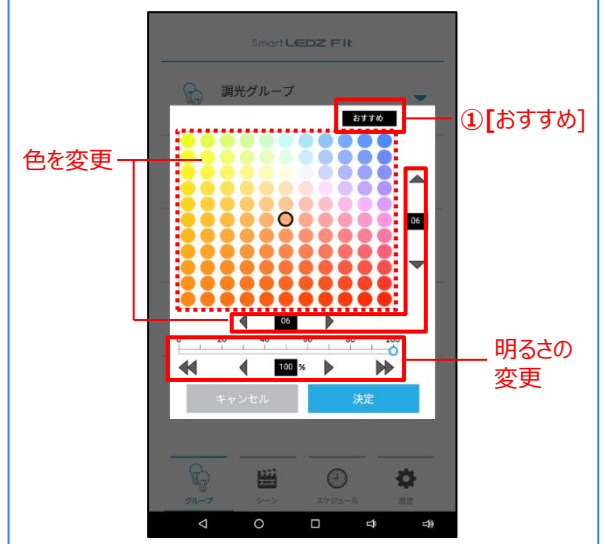 Smart LEDZ Fit
調光グループ
おすすめ
①[おすすめ]
色を変更
06
06
0 20 40 60 80 100
100 %
明るさの
変更
キャンセル 決定
グループ シーン スケジュール 設定